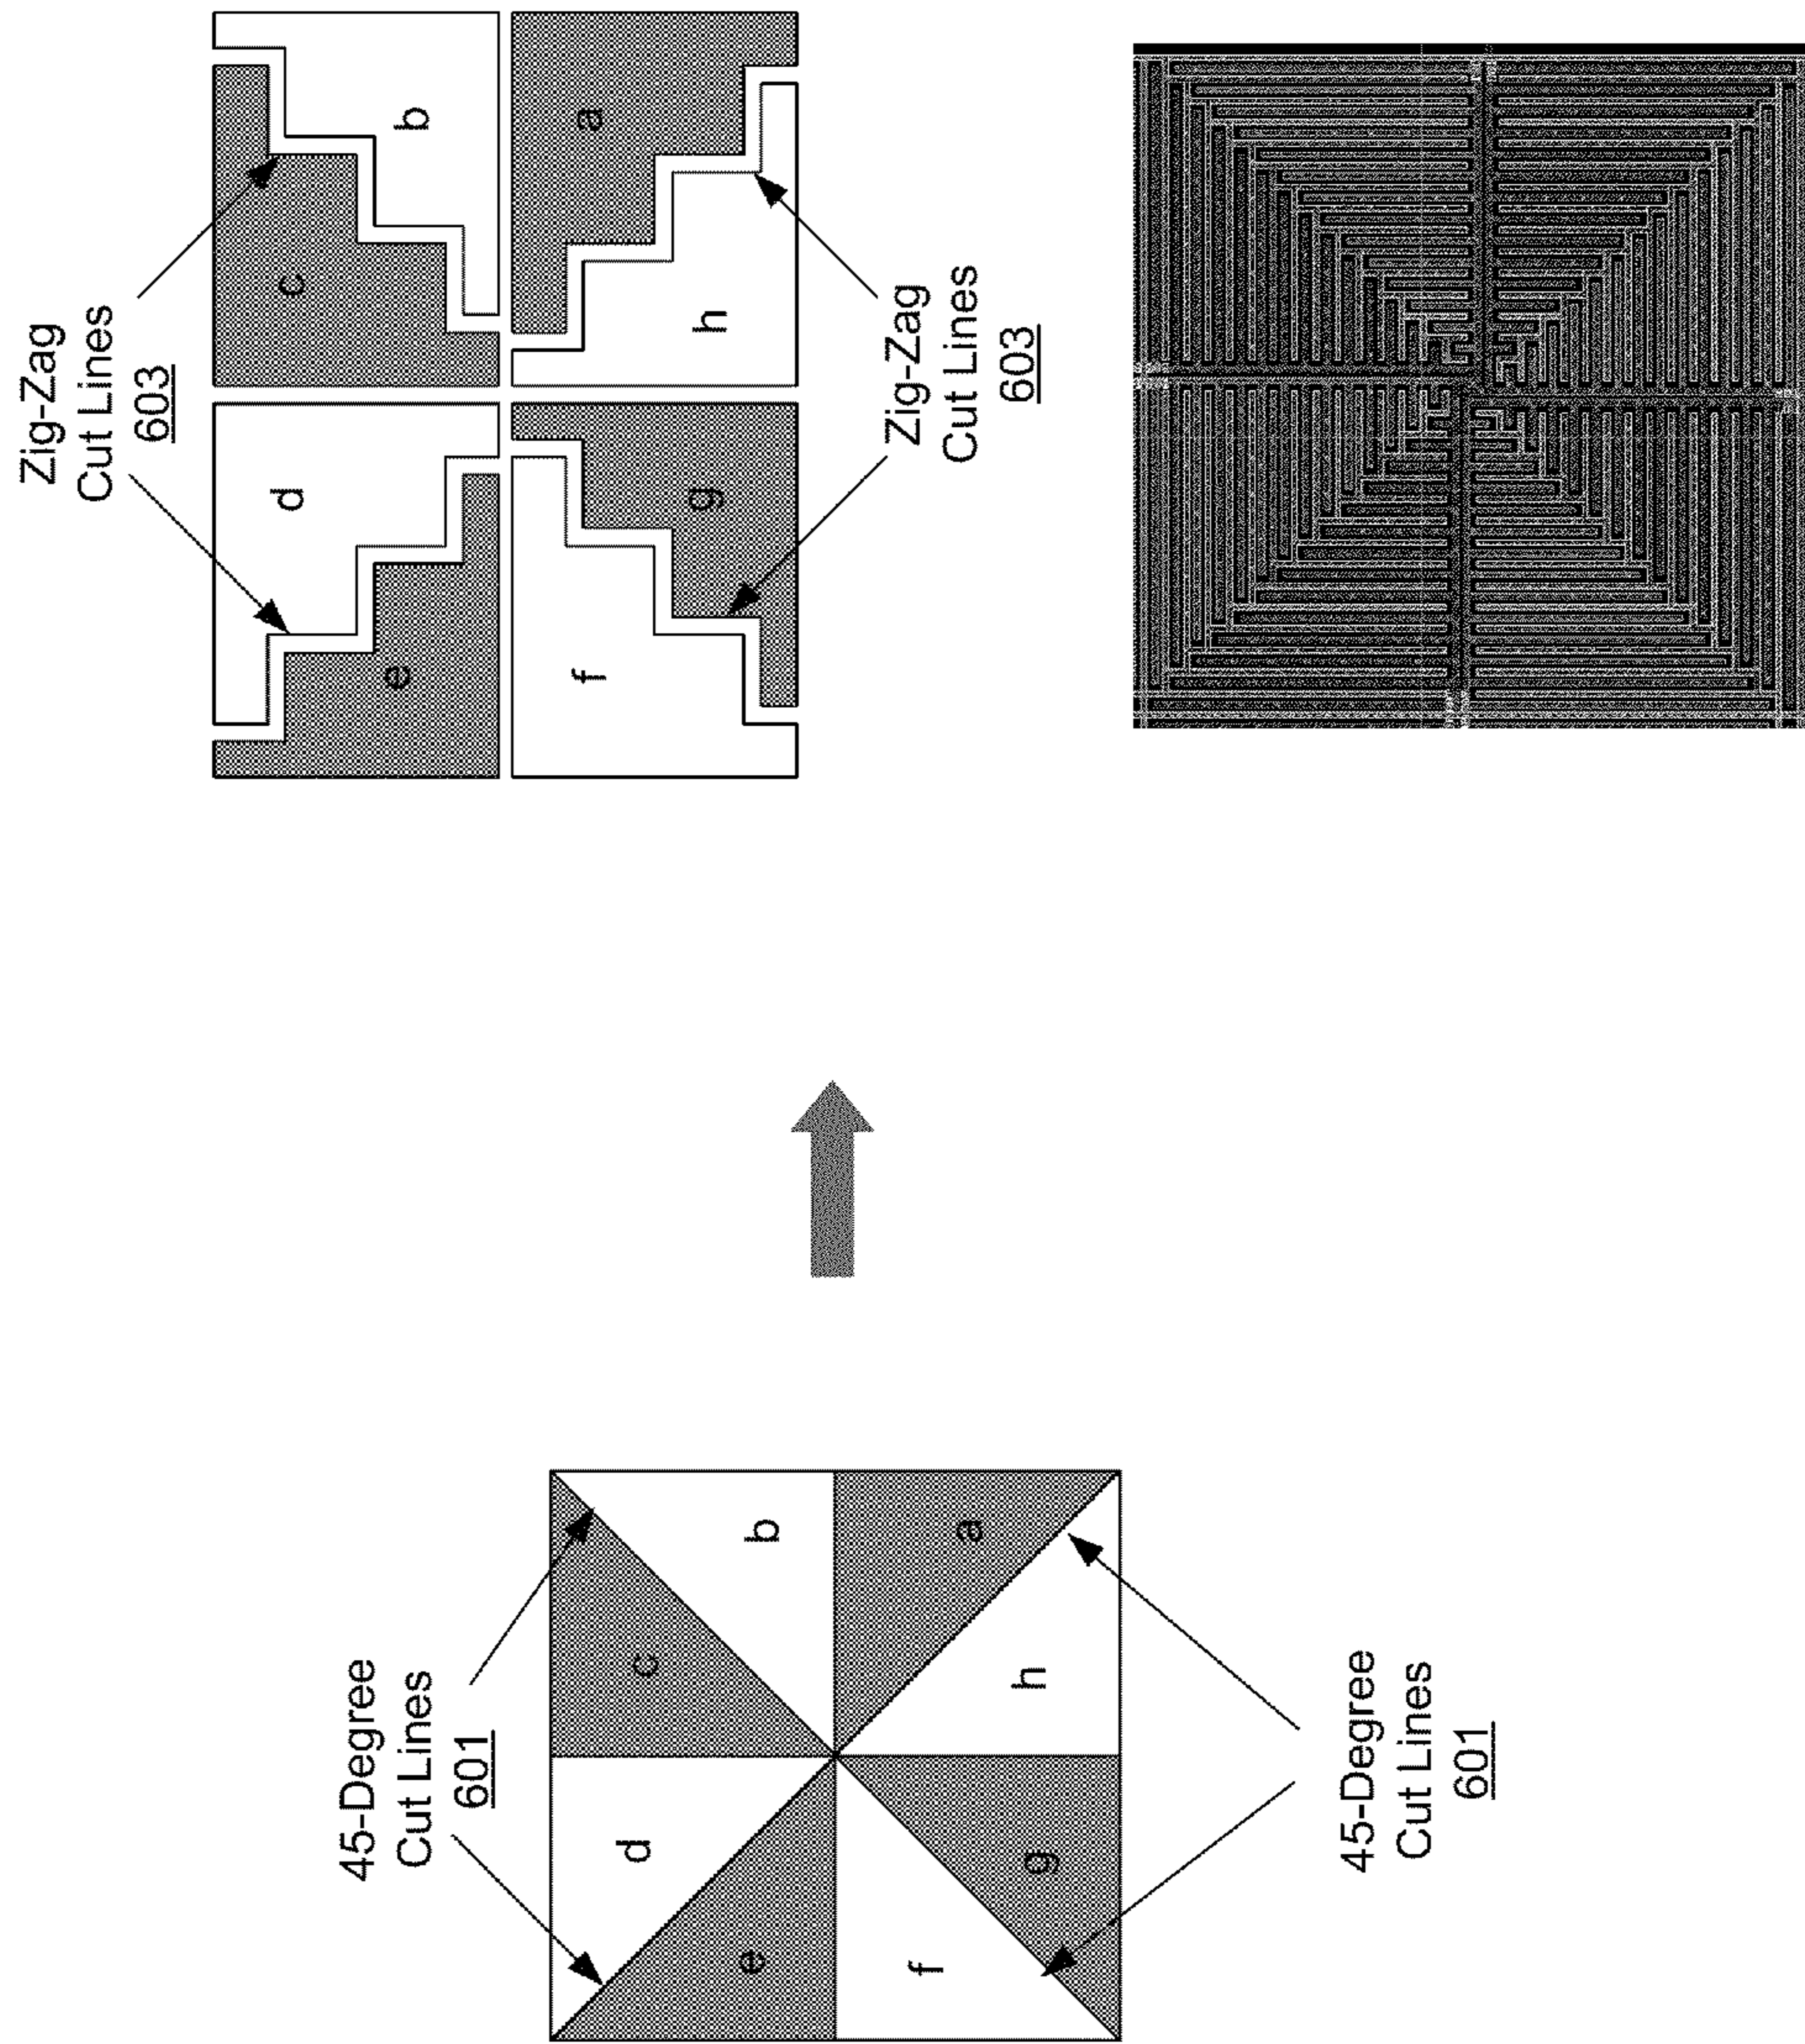 45-Degree
Cut Lines
601
d
c
e
b
f
a
g
h
45-Degree
Cut Lines
601
Zig-Zag
Cut Lines
603
d
c
e
b
f
a
g
h
Zig-Zag
Cut Lines
603